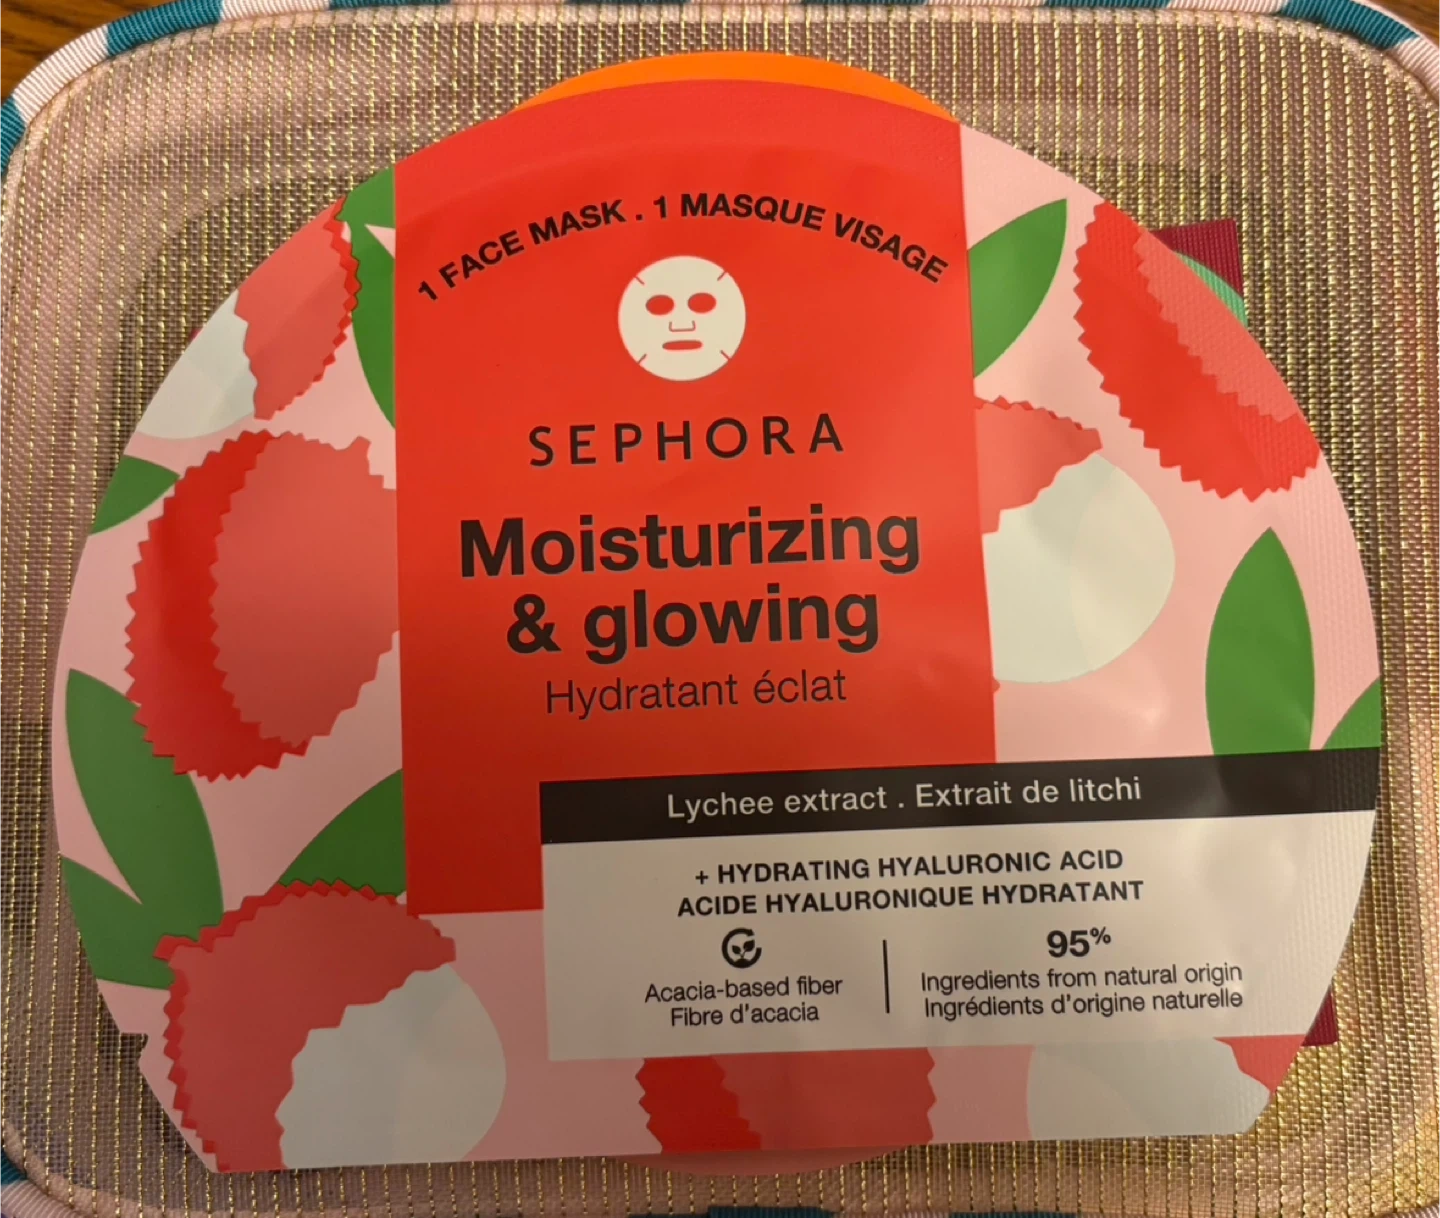 1 FACE MASK . 1 MASQUE VISAGE
SEPHORA
Moisturizing
& glowing
Hydratant éclat
Lychee extract . Extrait de litchi
+ HYDRATING HYALURONIC ACID
ACIDE HYALURONIQUE HYDRATANT
Acacia-based fiber
Fibre d'acacia
95%
Ingredients from natural origin
Ingrédients d'origine naturelle